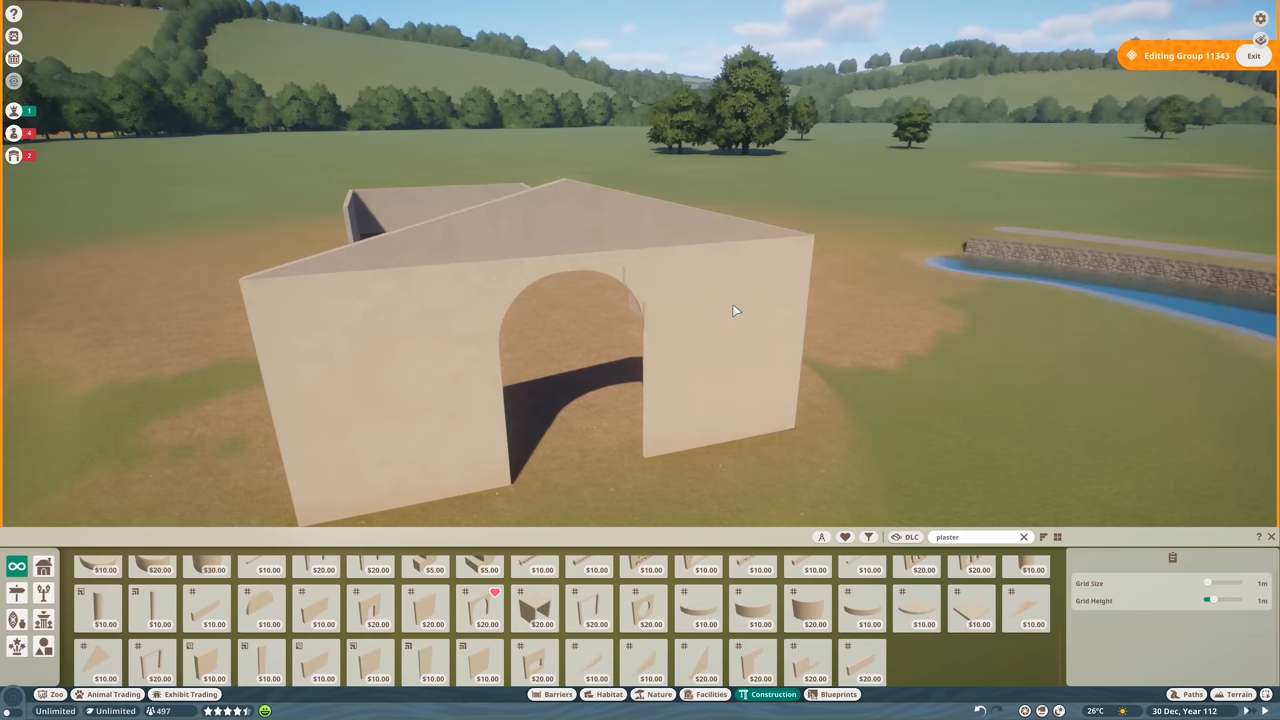 Editing Group 11343
Exit
1
4
2
DLC
plaster
?
$10.00 $20.00 $30.00 $10.00 $20.00 $20.00 $5.00 $5.00 $10.00 $10.00 $10.00 $10.00 $10.00 $10.00 $10.00 $20.00 $20.00 $10.00
$10.00 $10.00 $10.00 $10.00 $10.00 $20.00 $20.00 $20.00 $20.00 $20.00 $20.00 $10.00 $10.00 $20.00 $10.00 $10.00 $10.00 $10.00
$10.00 $20.00 $20.00 $10.00 $10.00 $20.00 $20.00 $20.00 $20.00 $10.00 $10.00 $20.00 $20.00 $20.00 $10.00
Grid Size 1m
Grid Height 1m
Zoo Animal Trading Exhibit Trading Barriers Habitat Nature Facilities Construction Blueprints Paths Terrain
Unlimited Unlimited 497 26°C 30 Dec, Year 112